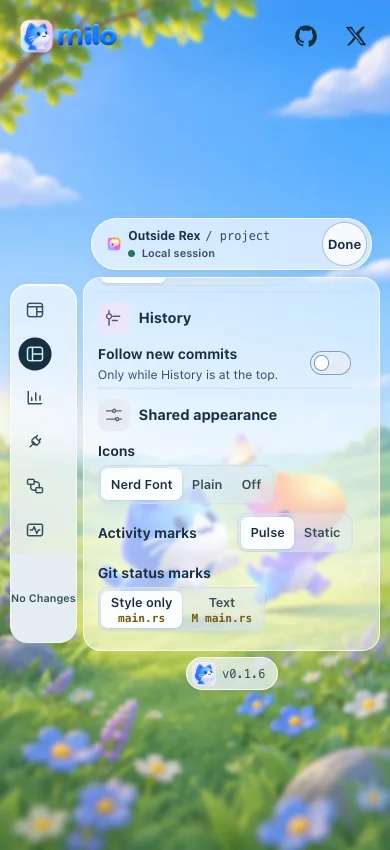 milo
Outside Rex / project
Local session
Done
History
Follow new commits
Only while History is at the top.
Shared appearance
Icons
Nerd Font Plain Off
Activity marks Pulse Static
Git status marks
Style only Text
main.rs M main.rs
No Changes
v0.1.6